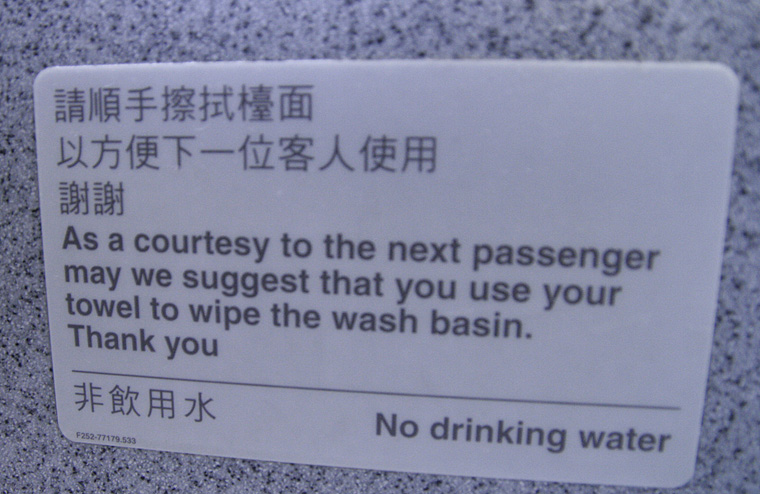 請順手擦拭檯面
以方便下一位客人使用
謝謝
As a courtesy to the next passenger
may we suggest that you use your
towel to wipe the wash basin.
Thank you
非飲用水
No drinking water
F252-77179.533